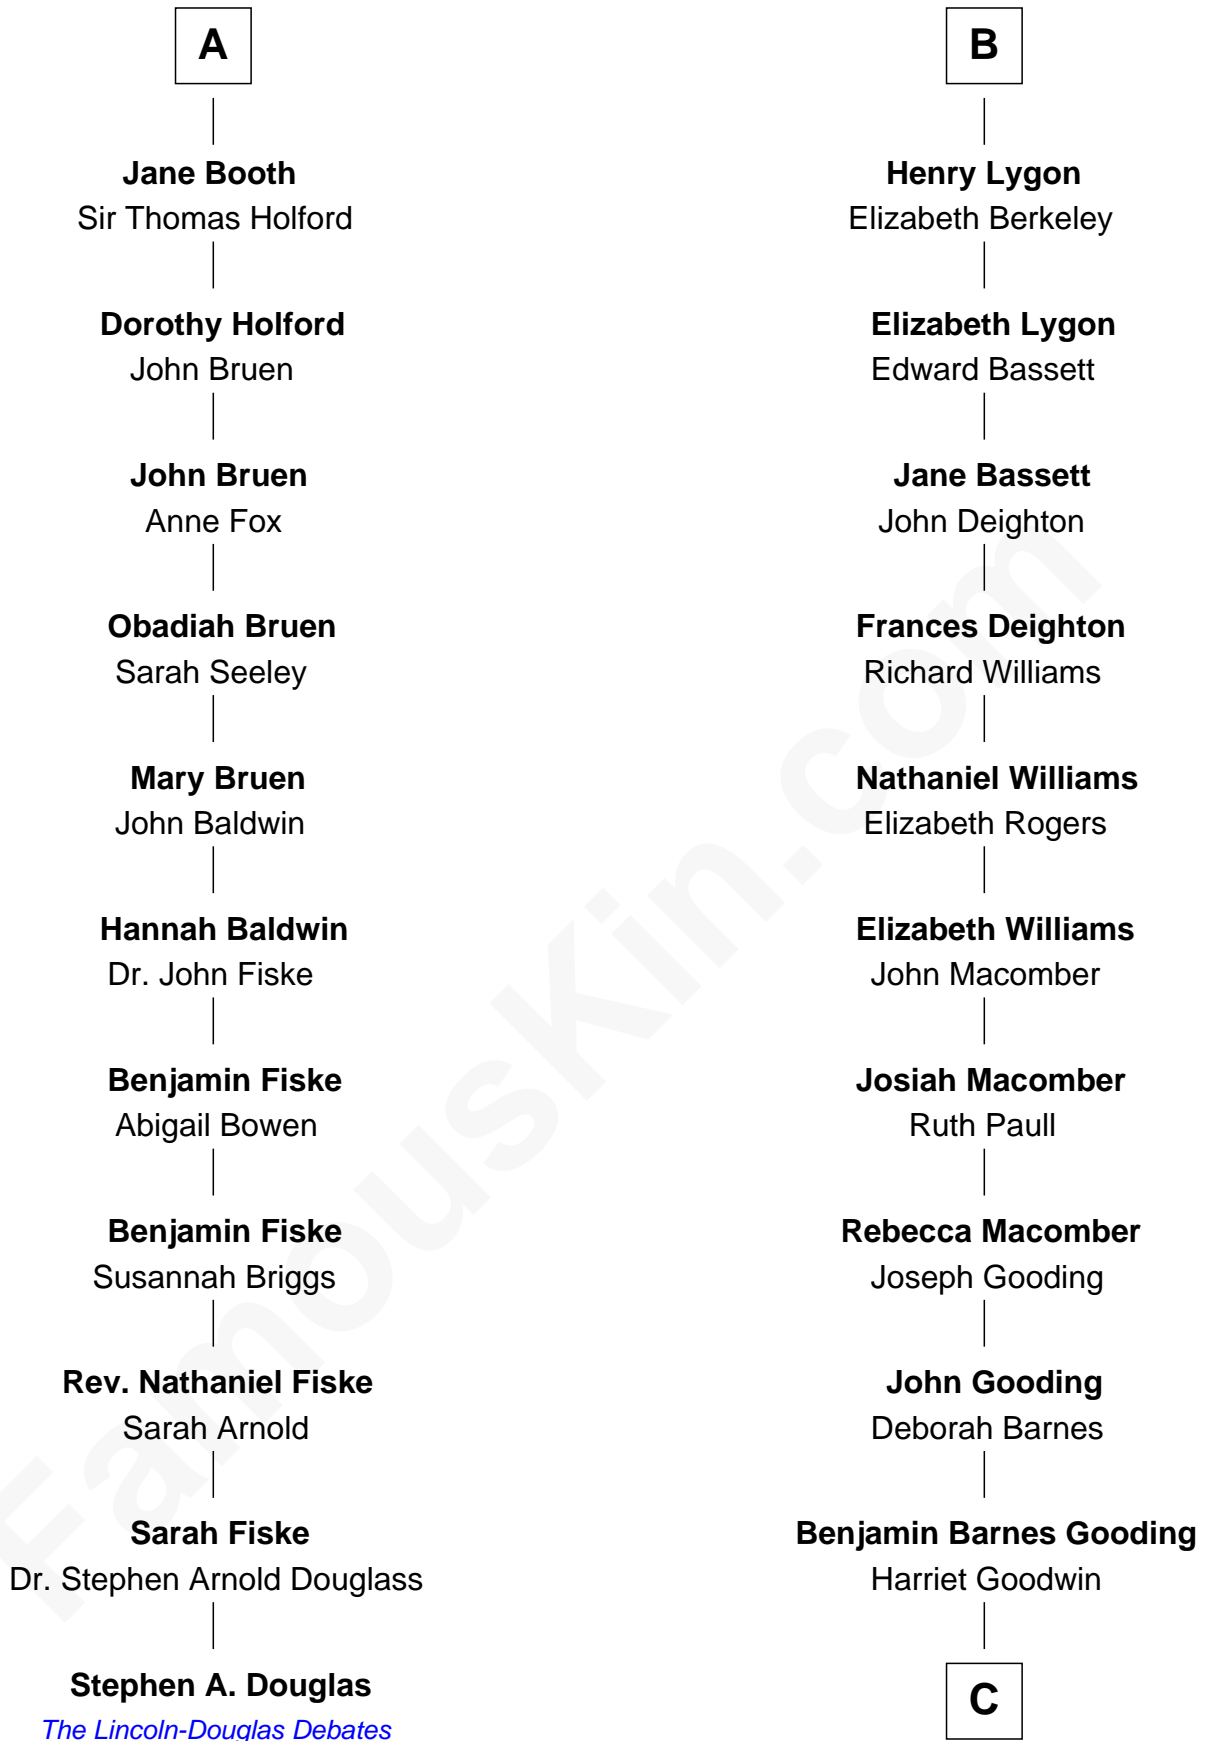 A
Jane Booth
Sir Thomas Holford
Dorothy Holford
John Bruen
John Bruen
Anne Fox
Obadiah Bruen
Sarah Seeley
Mary Bruen
John Baldwin
Hannah Baldwin
Dr. John Fiske
Benjamin Fiske
Abigail Bowen
Benjamin Fiske
Susannah Briggs
Rev. Nathaniel Fiske
Sarah Arnold
Sarah Fiske
Dr. Stephen Arnold Douglass
Stephen A. Douglas
The Lincoln-Douglas Debates
B
Henry Lygon
Elizabeth Berkeley
Elizabeth Lygon
Edward Bassett
Jane Bassett
John Deighton
Frances Deighton
Richard Williams
Nathaniel Williams
Elizabeth Rogers
Elizabeth Williams
John Macomber
Josiah Macomber
Ruth Paull
Rebecca Macomber
Joseph Gooding
John Gooding
Deborah Barnes
Benjamin Barnes Gooding
Harriet Goodwin
C
FamousKin.com